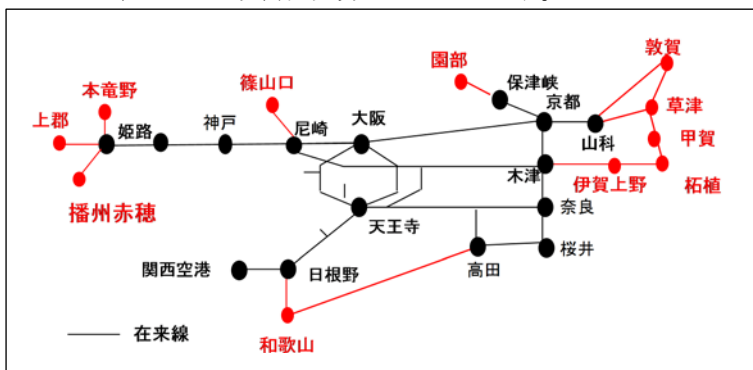 敦賀
園部
保津峡
本竜野
篠山口
京都
草津
上郡
姫路
神戸
尼崎
大阪
山科
甲賀
木津
伊賀上野
柘植
播州赤穂
天王寺
奈良
関西空港
日根野
高田
桜井
在来線
和歌山